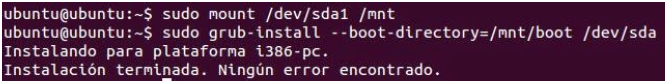 ubuntu@ubuntu:~$ sudo mount /dev/sda1 /mnt
ubuntu@ubuntu:~$ sudo grub-install --boot-directory=/mnt/boot /dev/sda
Instalando para plataforma i386-pc.
Instalación terminada. Ningún error encontrado.